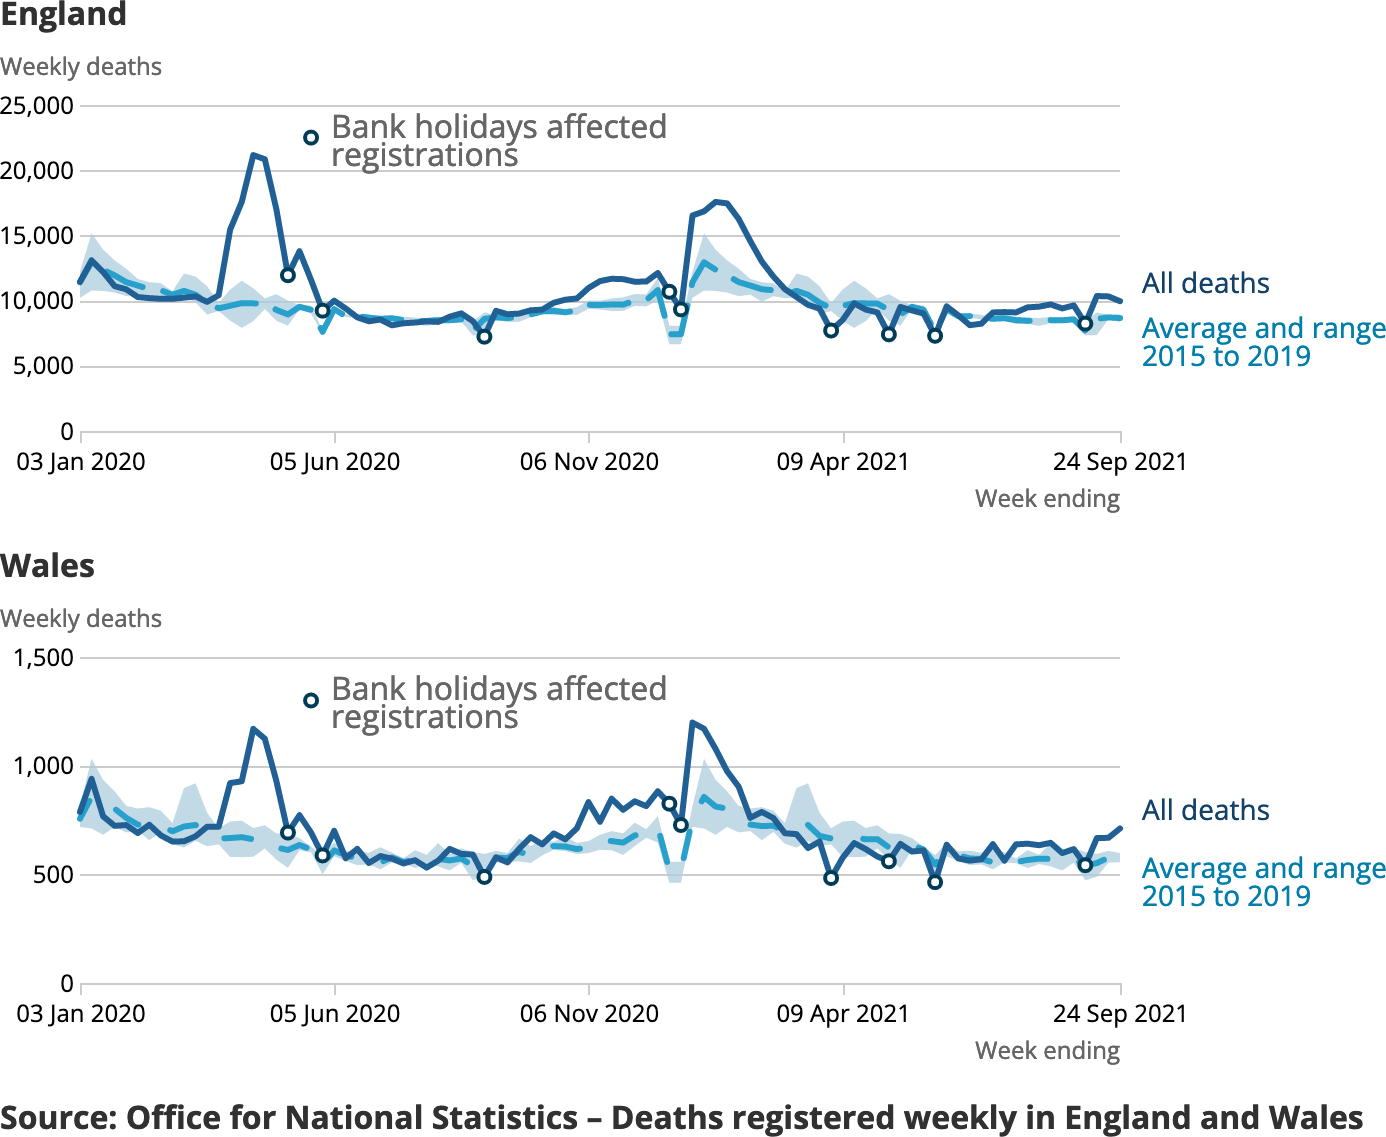 England
Weekly deaths
25,000
Bank holidays affected
registrations
20,000
15,000
10,000
5,000
0
All deaths
Average and range
2015 to 2019
03 Jan 2020
05 Jun 2020
06 Nov 2020
09 Apr 2021
24 Sep 2021
Week ending
Wales
Weekly deaths
1,500
Bank holidays affected
registrations
1,000
500
0
All deaths
Average and range
2015 to 2019
03 Jan 2020
05 Jun 2020
06 Nov 2020
09 Apr 2021
24 Sep 2021
Week ending
Source: Office for National Statistics – Deaths registered weekly in England and Wales